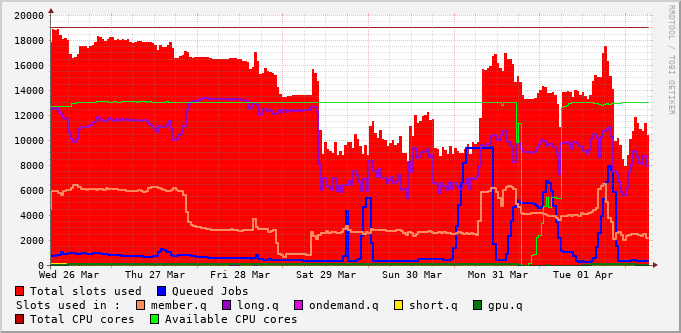 20000
18000
16000
14000
12000
10000
8000
6000
4000
2000
0
Wed 26 Mar Thu 27 Mar Fri 28 Mar Sat 29 Mar Sun 30 Mar Mon 31 Mar Tue 01 Apr
Total slots used Queued Jobs
Slots used in : member.q long.q ondemand.q short.q gpu.q
Total CPU cores Available CPU cores
RRDTOOL / TOBI OETIKER